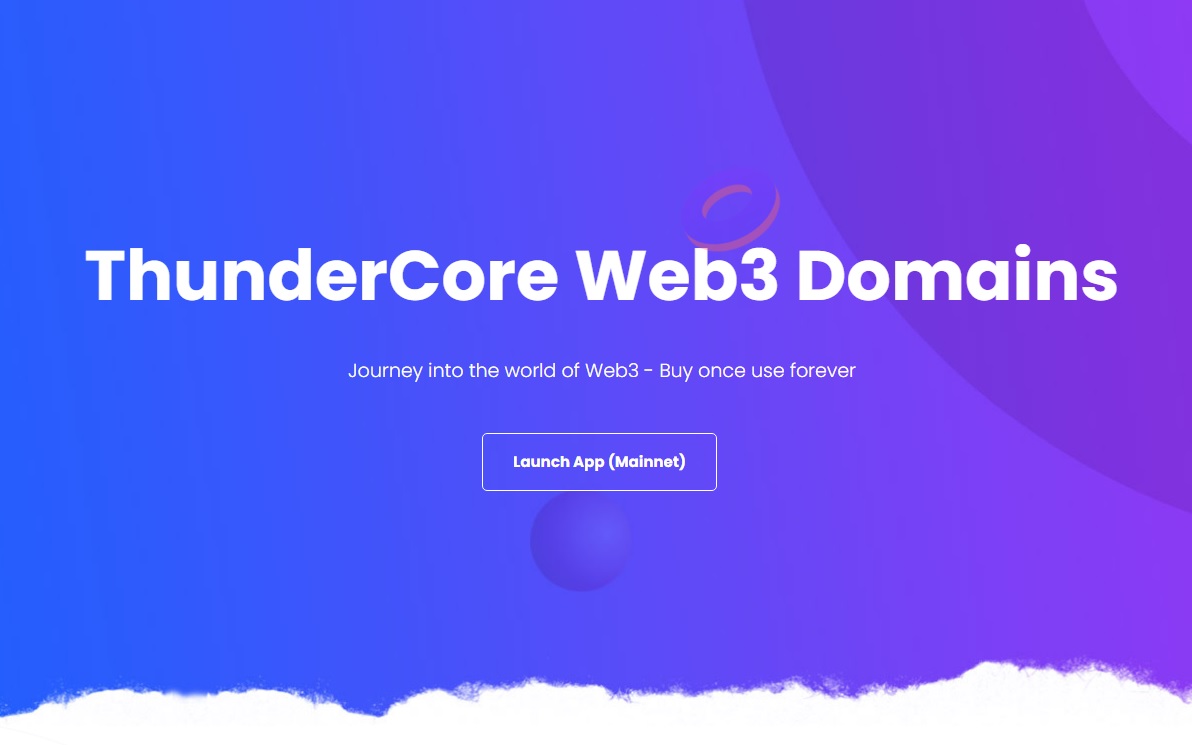 ThunderCore Web3 Domains
Journey into the world of Web3 - Buy once use forever
Launch App (Mainnet)